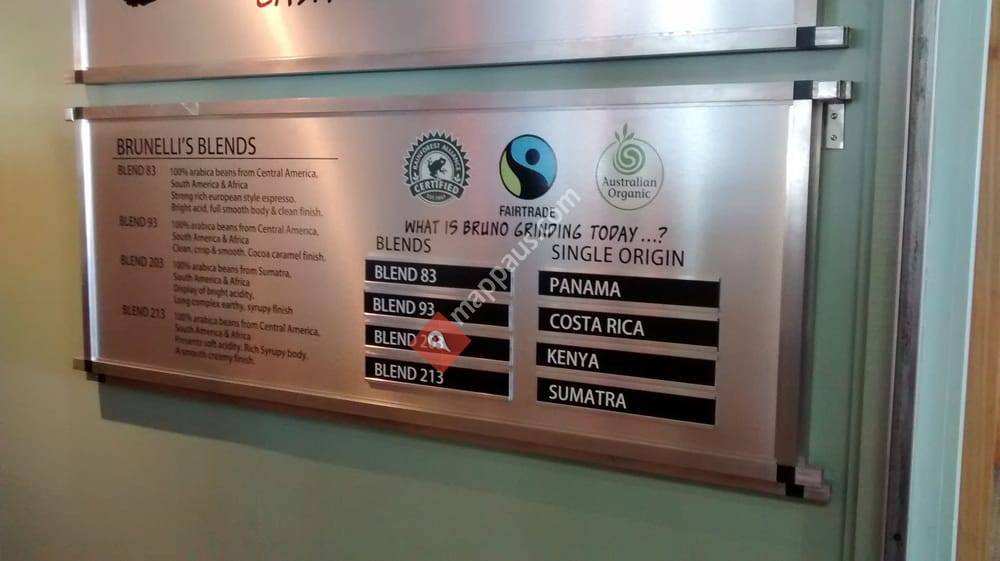 BRUNELLI'S BLENDS
BLEND 83
100% arabica beans from Central America,
South America & Africa
Strong rich european style espresso.
Bright acid, full smooth body & clean finish.
BLEND 93
100% arabica beans from Central America,
South America & Africa
Clean, crisp & smooth. Cocoa caramel finish.
BLEND 203
100% arabica beans from Sumatra,
South America & Africa
Display of bright acidity,
Long complex earthy, syrupy finish
BLEND 213
100% arabica beans from Central America,
South America & Africa
Presents soft acidity. Rich Syrupy body.
A smooth creamy finish.
RAINFOREST ALLIANCE
CERTIFIED
FAIRTRADE
Australian
Organic
WHAT IS BRUNO GRINDING TODAY ...?
BLENDS
BLEND 83
BLEND 93
BLEND
BLEND 213
SINGLE ORIGIN
PANAMA
COSTA RICA
KENYA
SUMATRA
mappaus.com